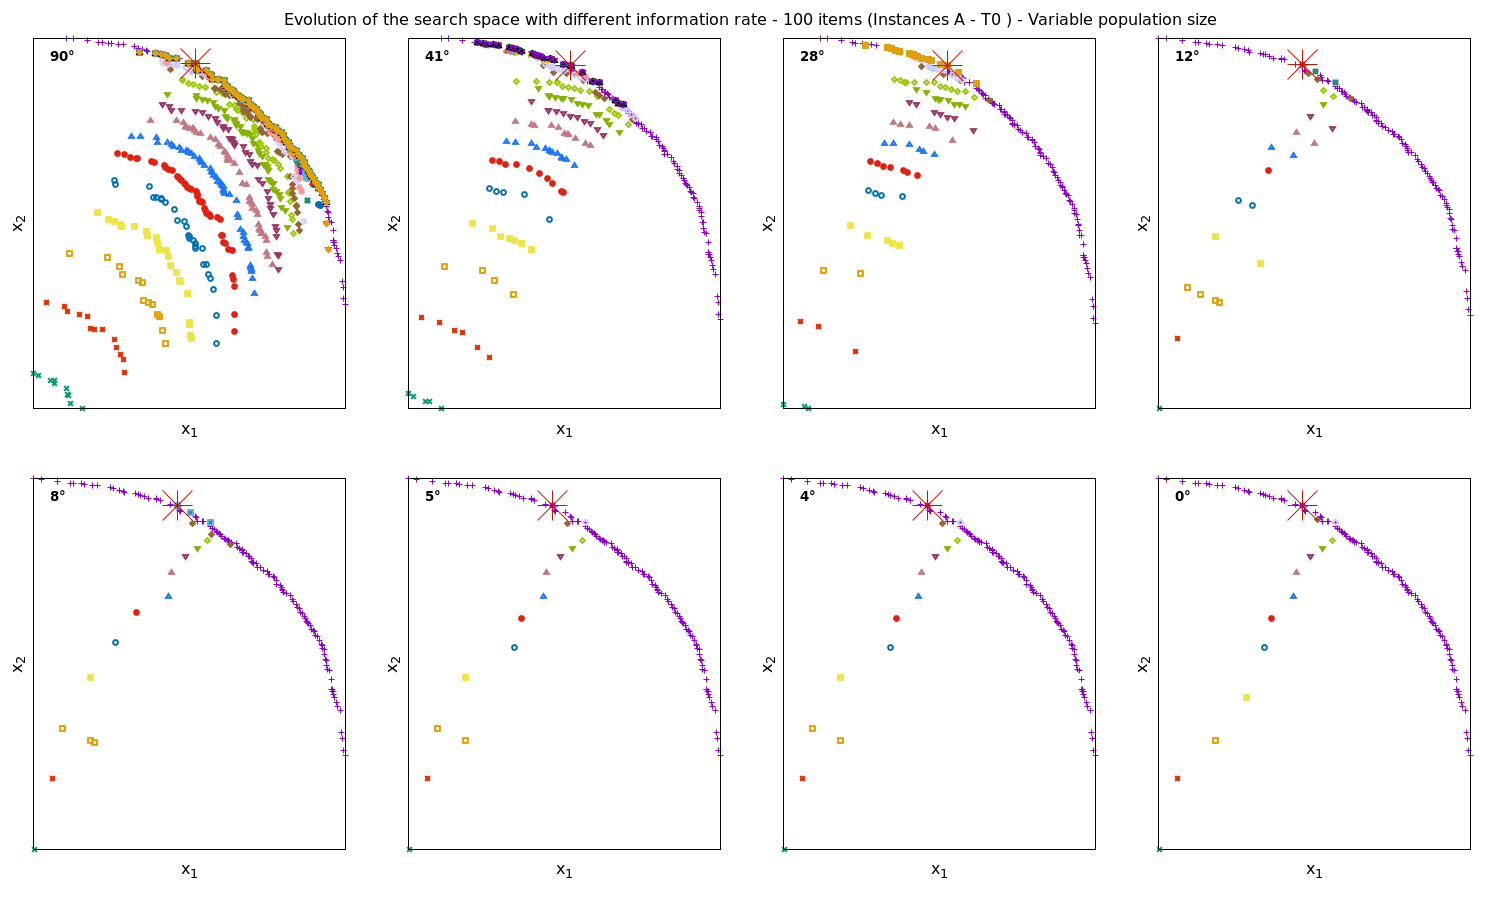 Evolution of the search space with different information rate - 100 items (Instances A - T0 ) - Variable population size
90° 41° 28° 12°
x₂ x₂ x₂ x₂
x₁ x₁ x₁ x₁
8° 5° 4° 0°
x₂ x₂ x₂ x₂
x₁ x₁ x₁ x₁